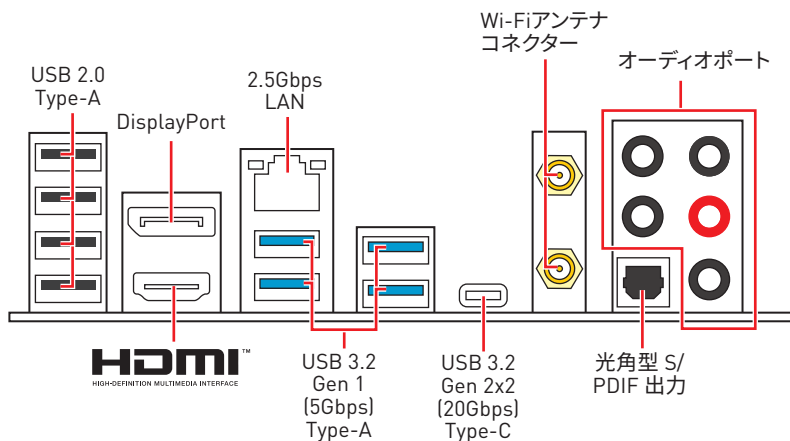 Wi-Fiアンテナ
コネクター
オーディオポート
USB 2.0
Type-A
2.5Gbps
LAN
DisplayPort
HDMI™
HIGH-DEFINITION MULTIMEDIA INTERFACE
USB 3.2
Gen 1
(5Gbps)
Type-A
USB 3.2
Gen 2x2
(20Gbps)
Type-C
光角型 S/
PDIF 出力